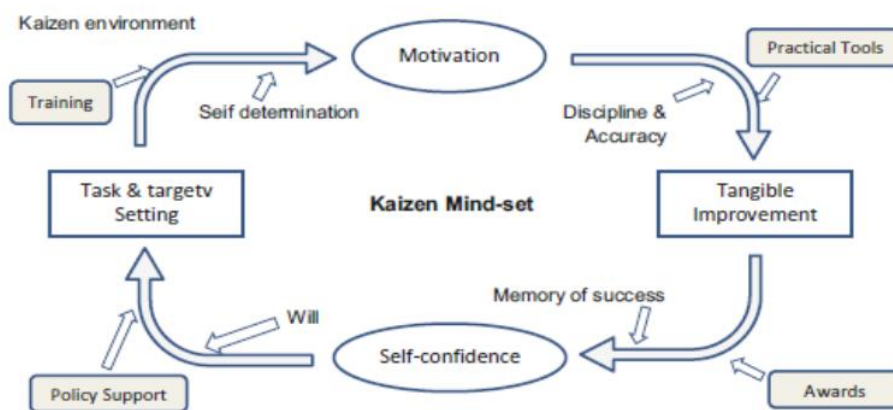 Kaizen environment
Motivation
Practical Tools
Training
Seif determination
Discipline &
Accuracy
Task & targetv
Setting
Kaizen Mind-set
Tangible
Improvement
Memory of success
Will
Self-confidence
Policy Support
Awards